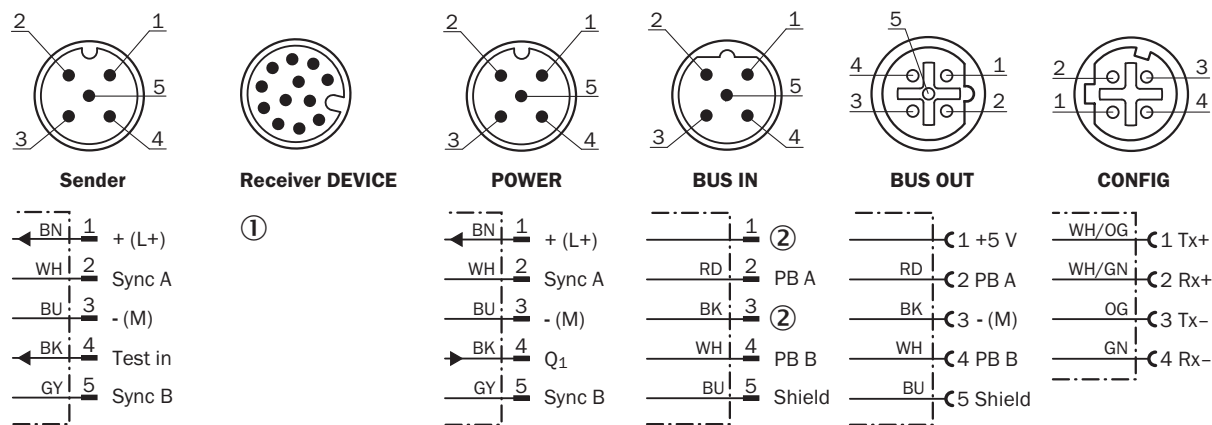 2 1
5
3 4
2 1
5
3 4
2 1
5
3 4
5
4 1
3 2
2 3
1 4
Sender
Receiver DEVICE
POWER
BUS IN
BUS OUT
CONFIG
BN 1 + (L+)
WH 2 Sync A
BU 3 - (M)
BK 4 Test in
GY 5 Sync B
①
BN 1 + (L+)
WH 2 Sync A
BU 3 - (M)
BK 4 Q₁
GY 5 Sync B
1 ②
RD 2 PB A
BK 3 ②
WH 4 PB B
BU 5 Shield
1 +5 V
RD 2 PB A
BK 3 - (M)
WH 4 PB B
BU 5 Shield
WH/OG 1 Tx+
WH/GN 2 Rx+
OG 3 Tx–
GN 4 Rx–